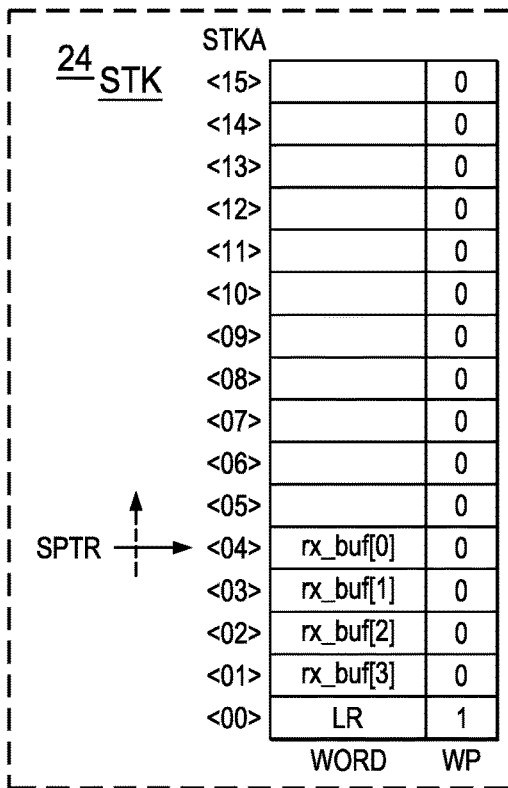 STKA
24 STK
<15> 0
<14> 0
<13> 0
<12> 0
<11> 0
<10> 0
<09> 0
<08> 0
<07> 0
<06> 0
<05> 0
SPTR <04> rx_buf[0] 0
<03> rx_buf[1] 0
<02> rx_buf[2] 0
<01> rx_buf[3] 0
<00> LR 1
WORD WP